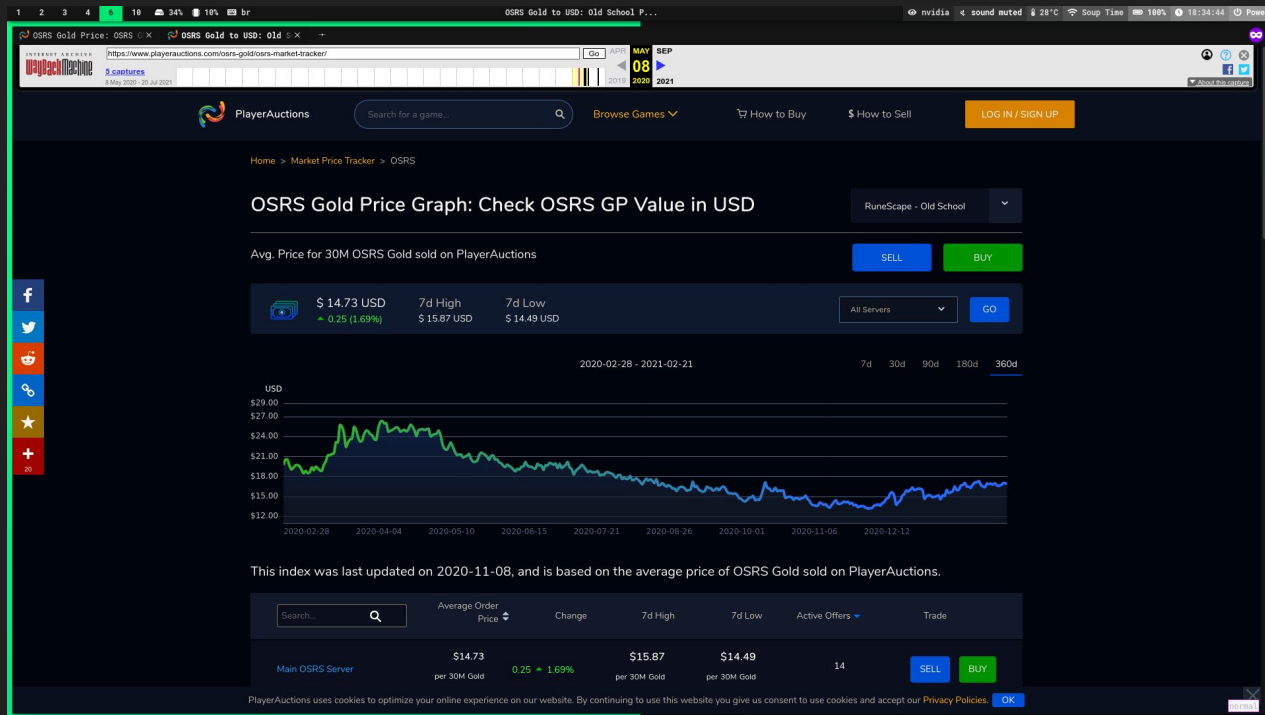 1 2 3 4 6 10 34% 10% br OSRS Gold to USD: Old School P... nvidia sound muted 28°C Soup Time 100% 18:34:44 Powe
OSRS Gold Price: OSRS G X OSRS Gold to USD: Old S X +
INTERNET ARCHIVE
WayBackMachine
https://www.playerauctions.com/osrs-gold/osrs-market-tracker/ Go APR MAY SEP
08
5 captures
8 May 2020 - 20 Jul 2021
2019 2020 2021
About this capture
PlayerAuctions Search for a game... Browse Games How to Buy $ How to Sell LOG IN / SIGN UP
Home > Market Price Tracker > OSRS
OSRS Gold Price Graph: Check OSRS GP Value in USD RuneScape - Old School
Avg. Price for 30M OSRS Gold sold on PlayerAuctions SELL BUY
$ 14.73 USD 7d High 7d Low
0.25 (1.69%) $ 15.87 USD $ 14.49 USD
All Servers GO
2020-02-28 - 2021-02-21 7d 30d 90d 180d 360d
USD
$29.00
$27.00
$24.00
$21.00
$18.00
$15.00
$12.00
2020-02-28 2020-04-04 2020-05-10 2020-06-15 2020-07-21 2020-08-26 2020-10-01 2020-11-06 2020-12-12
20
This index was last updated on 2020-11-08, and is based on the average price of OSRS Gold sold on PlayerAuctions.
Search... Average Order Price Change 7d High 7d Low Active Offers Trade
Main OSRS Server $14.73 0.25 1.69% $15.87 $14.49 14 SELL BUY
per 30M Gold per 30M Gold per 30M Gold
PlayerAuctions uses cookies to optimize your online experience on our website. By continuing to use this website you give us consent to use cookies and accept our Privacy Policies. OK
normal